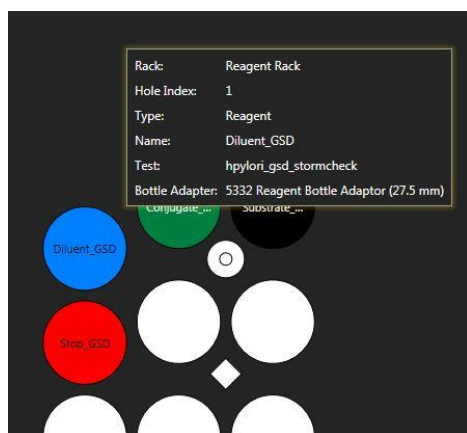 Rack: Reagent Rack
Hole Index: 1
Type: Reagent
Name: Diluent_GSD
Test: hpylori_gsd_stormcheck
Bottle Adapter: 5332 Reagent Bottle Adaptor (27.5 mm)
Conjugate_... Substrate_...
Diluent_GSD
Stop_GSD